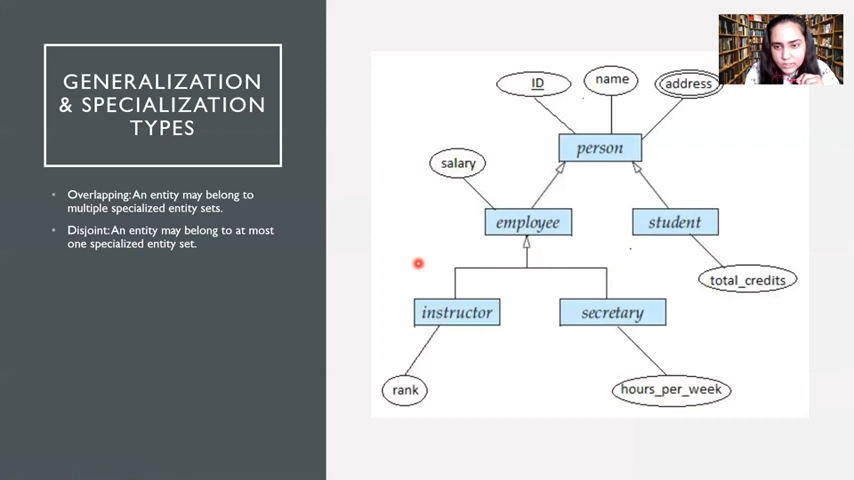 GENERALIZATION
& SPECIALIZATION
TYPES
• Overlapping: An entity may belong to
multiple specialized entity sets.
• Disjoint: An entity may belong to at most
one specialized entity set.
ID
name
address
person
salary
employee
student
total_credits
instructor
secretary
rank
hours_per_week